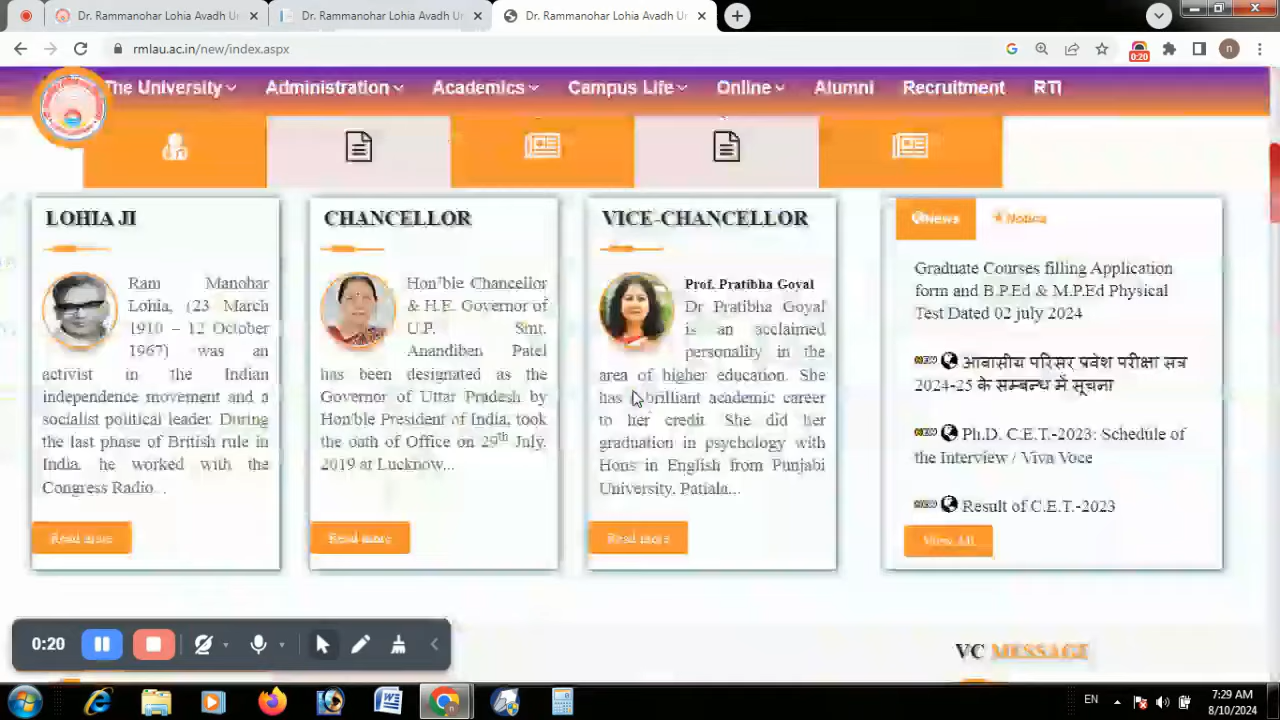 Dr. Rammanohar Lohia Avadh Ur
Dr. Rammanohar Lohia Avadh Ur
Dr. Rammanohar Lohia Avadh Ur
rmlau.ac.in/new/index.aspx
0:20
n
The University
Administration
Academics
Campus Life
Online
Alumni
Recruitment
RTI
LOHIA JI
Ram Manohar
Lohia, (23 March
1910 – 12 October
1967) was an
activist in the Indian
independence movement and a
socialist political leader. During
the last phase of British rule in
India, he worked with the
Congress Radio...
Read more
CHANCELLOR
Hon'ble Chancellor
& H.E. Governor of
U.P. Smt.
Anandiben Patel
has been designated as the
Governor of Uttar Pradesh by
Hon'ble President of India, took
the oath of Office on 29th July,
2019 at Lucknow...
Read more
VICE-CHANCELLOR
Prof. Pratibha Goyal
Dr Pratibha Goyal
is an acclaimed
personality in the
area of higher education. She
has a brilliant academic career
to her credit. She did her
graduation in psychology with
Hons in English from Punjabi
University, Patiala...
Read more
News
Notice
Graduate Courses filling Application
form and B.P.Ed & M.P.Ed Physical
Test Dated 02 july 2024
NEW आवासीय परिसर प्रवेश परीक्षा सत्र
2024-25 के सम्बन्ध में सूचना
NEW Ph.D. C.E.T.-2023: Schedule of
the Interview / Viva Voce
NEW Result of C.E.T.-2023
View All
VC MESSAGE
0:20
EN
7:29 AM
8/10/2024